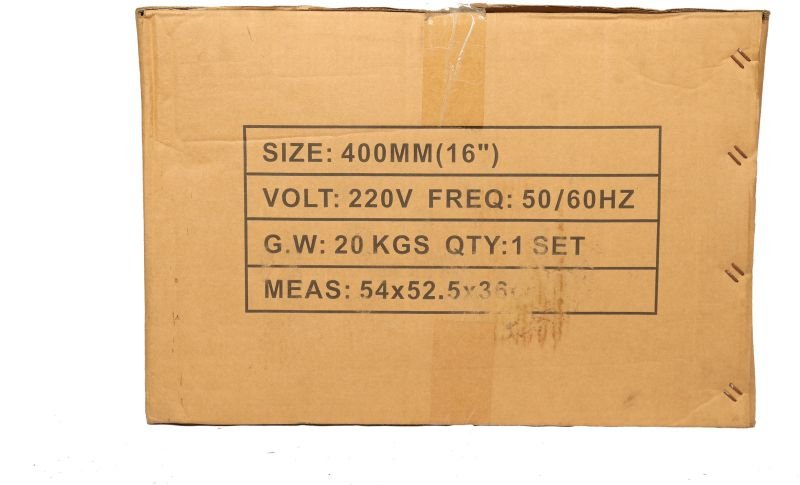 SIZE: 400MM(16")
VOLT: 220V FREQ: 50/60HZ
G.W: 20 KGS QTY:1 SET
MEAS: 54x52.5x36